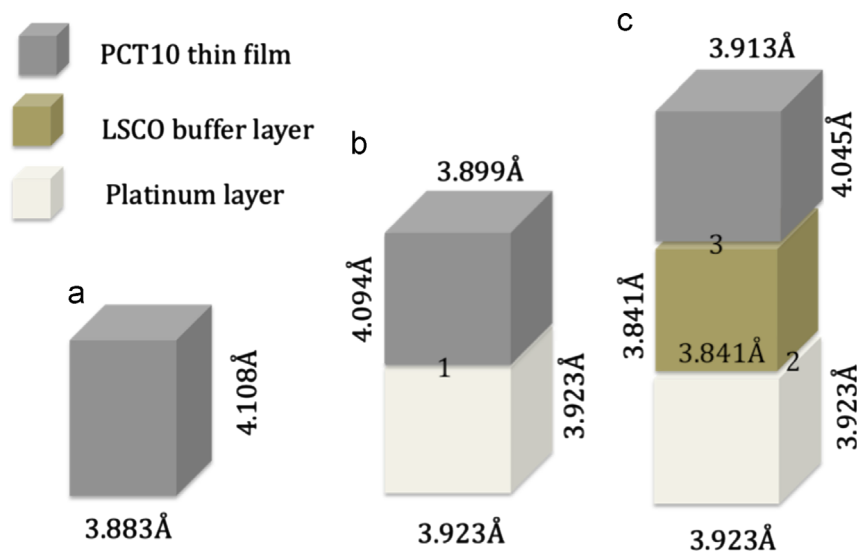 PCT10 thin film
LSCO buffer layer
Platinum layer
a
4.108Å
3.883Å
b
3.899Å
4.094Å
1
3.923Å
3.923Å
c
3.913Å
4.045Å
3
3.841Å
3.841Å
2
3.923Å
3.923Å